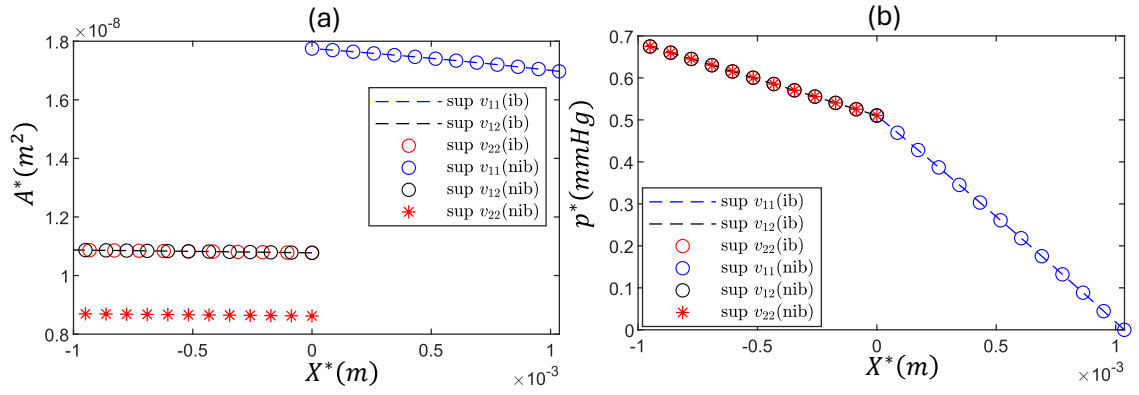 (a)
×10⁻⁸
1.8
1.6
1.4
1.2
1
0.8
A*(m²)
sup v₁₁(ib)
sup v₁₂(ib)
sup v₂₂(ib)
sup v₁₁(nib)
sup v₁₂(nib)
sup v₂₂(nib)
-1 -0.5 0 0.5 1
X*(m)
×10⁻³
(b)
0.7
0.6
0.5
0.4
0.3
0.2
0.1
0
p*(mmHg)
sup v₁₁(ib)
sup v₁₂(ib)
sup v₂₂(ib)
sup v₁₁(nib)
sup v₁₂(nib)
sup v₂₂(nib)
-1 -0.5 0 0.5 1
X*(m)
×10⁻³